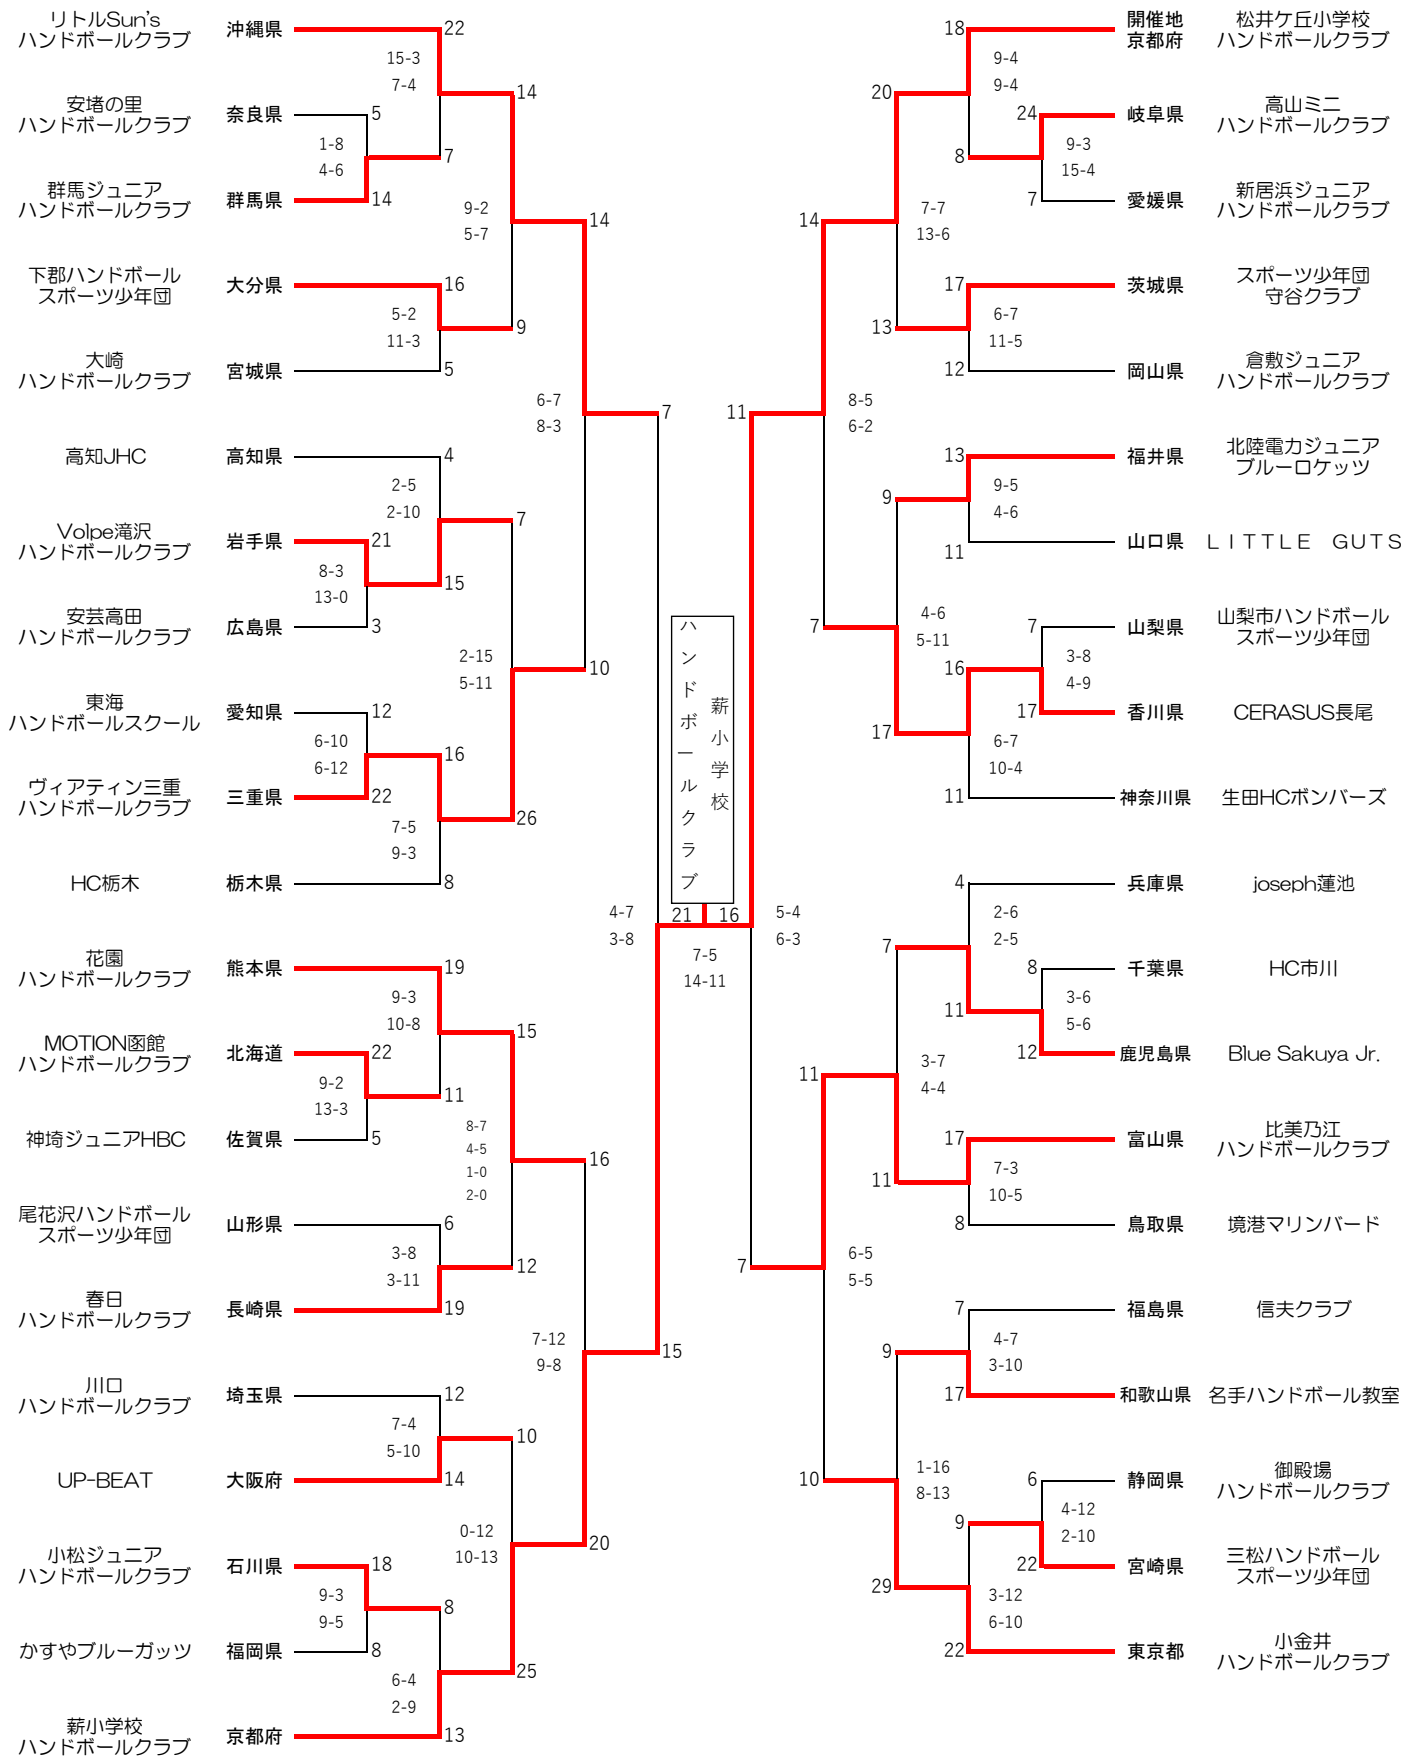 リトルSun's
ハンドボールクラブ
沖縄県
22
15-3
7-4
14
安堵の里
ハンドボールクラブ
奈良県
5
1-8
4-6
7
群馬ジュニア
ハンドボールクラブ
群馬県
14
9-2
5-7
14
下郡ハンドボール
スポーツ少年団
大分県
16
5-2
11-3
9
大崎
ハンドボールクラブ
宮城県
5
6-7
8-3
7
高知JHC
高知県
4
2-5
2-10
7
Volpe滝沢
ハンドボールクラブ
岩手県
21
8-3
13-0
15
安芸高田
ハンドボールクラブ
広島県
3
2-15
5-11
10
東海
ハンドボールスクール
愛知県
12
6-10
6-12
16
ヴィアティン三重
ハンドボールクラブ
三重県
22
7-5
9-3
26
HC栃木
栃木県
8
4-7
3-8
花園
ハンドボールクラブ
熊本県
19
9-3
10-8
15
MOTION函館
ハンドボールクラブ
北海道
22
9-2
13-3
11
神埼ジュニアHBC
佐賀県
5
8-7
4-5
1-0
2-0
16
尾花沢ハンドボール
スポーツ少年団
山形県
6
3-8
3-11
12
春日
ハンドボールクラブ
長崎県
19
7-12
9-8
15
川口
ハンドボールクラブ
埼玉県
12
7-4
5-10
10
UP-BEAT
大阪府
14
0-12
10-13
20
小松ジュニア
ハンドボールクラブ
石川県
18
9-3
9-5
8
かすやブルーガッツ
福岡県
8
6-4
2-9
25
薪小学校
ハンドボールクラブ
京都府
13
薪小学校
ハンドボールクラブ
21
16
7-5
14-11
18
開催地
京都府
松井ケ丘小学校
ハンドボールクラブ
9-4
9-4
20
24
岐阜県
高山ミニ
ハンドボールクラブ
8
9-3
15-4
7
愛媛県
新居浜ジュニア
ハンドボールクラブ
14
7-7
13-6
17
茨城県
スポーツ少年団
守谷クラブ
13
6-7
11-5
12
岡山県
倉敷ジュニア
ハンドボールクラブ
11
8-5
6-2
13
福井県
北陸電力ジュニア
ブルーロケッツ
9
9-5
4-6
11
山口県
ＬＩＴＴＬＥ　ＧＵＴＳ
7
4-6
5-11
7
山梨県
山梨市ハンドボール
スポーツ少年団
16
3-8
4-9
17
香川県
CERASUS長尾
17
6-7
10-4
11
神奈川県
生田HCボンバーズ
5-4
6-3
4
兵庫県
joseph蓮池
7
2-6
2-5
8
千葉県
HC市川
11
3-6
5-6
12
鹿児島県
Blue Sakuya Jr.
11
3-7
4-4
17
富山県
比美乃江
ハンドボールクラブ
11
7-3
10-5
8
鳥取県
境港マリンバード
7
6-5
5-5
7
福島県
信夫クラブ
9
4-7
3-10
17
和歌山県
名手ハンドボール教室
10
1-16
8-13
6
静岡県
御殿場
ハンドボールクラブ
9
4-12
2-10
22
宮崎県
三松ハンドボール
スポーツ少年団
29
3-12
6-10
22
東京都
小金井
ハンドボールクラブ